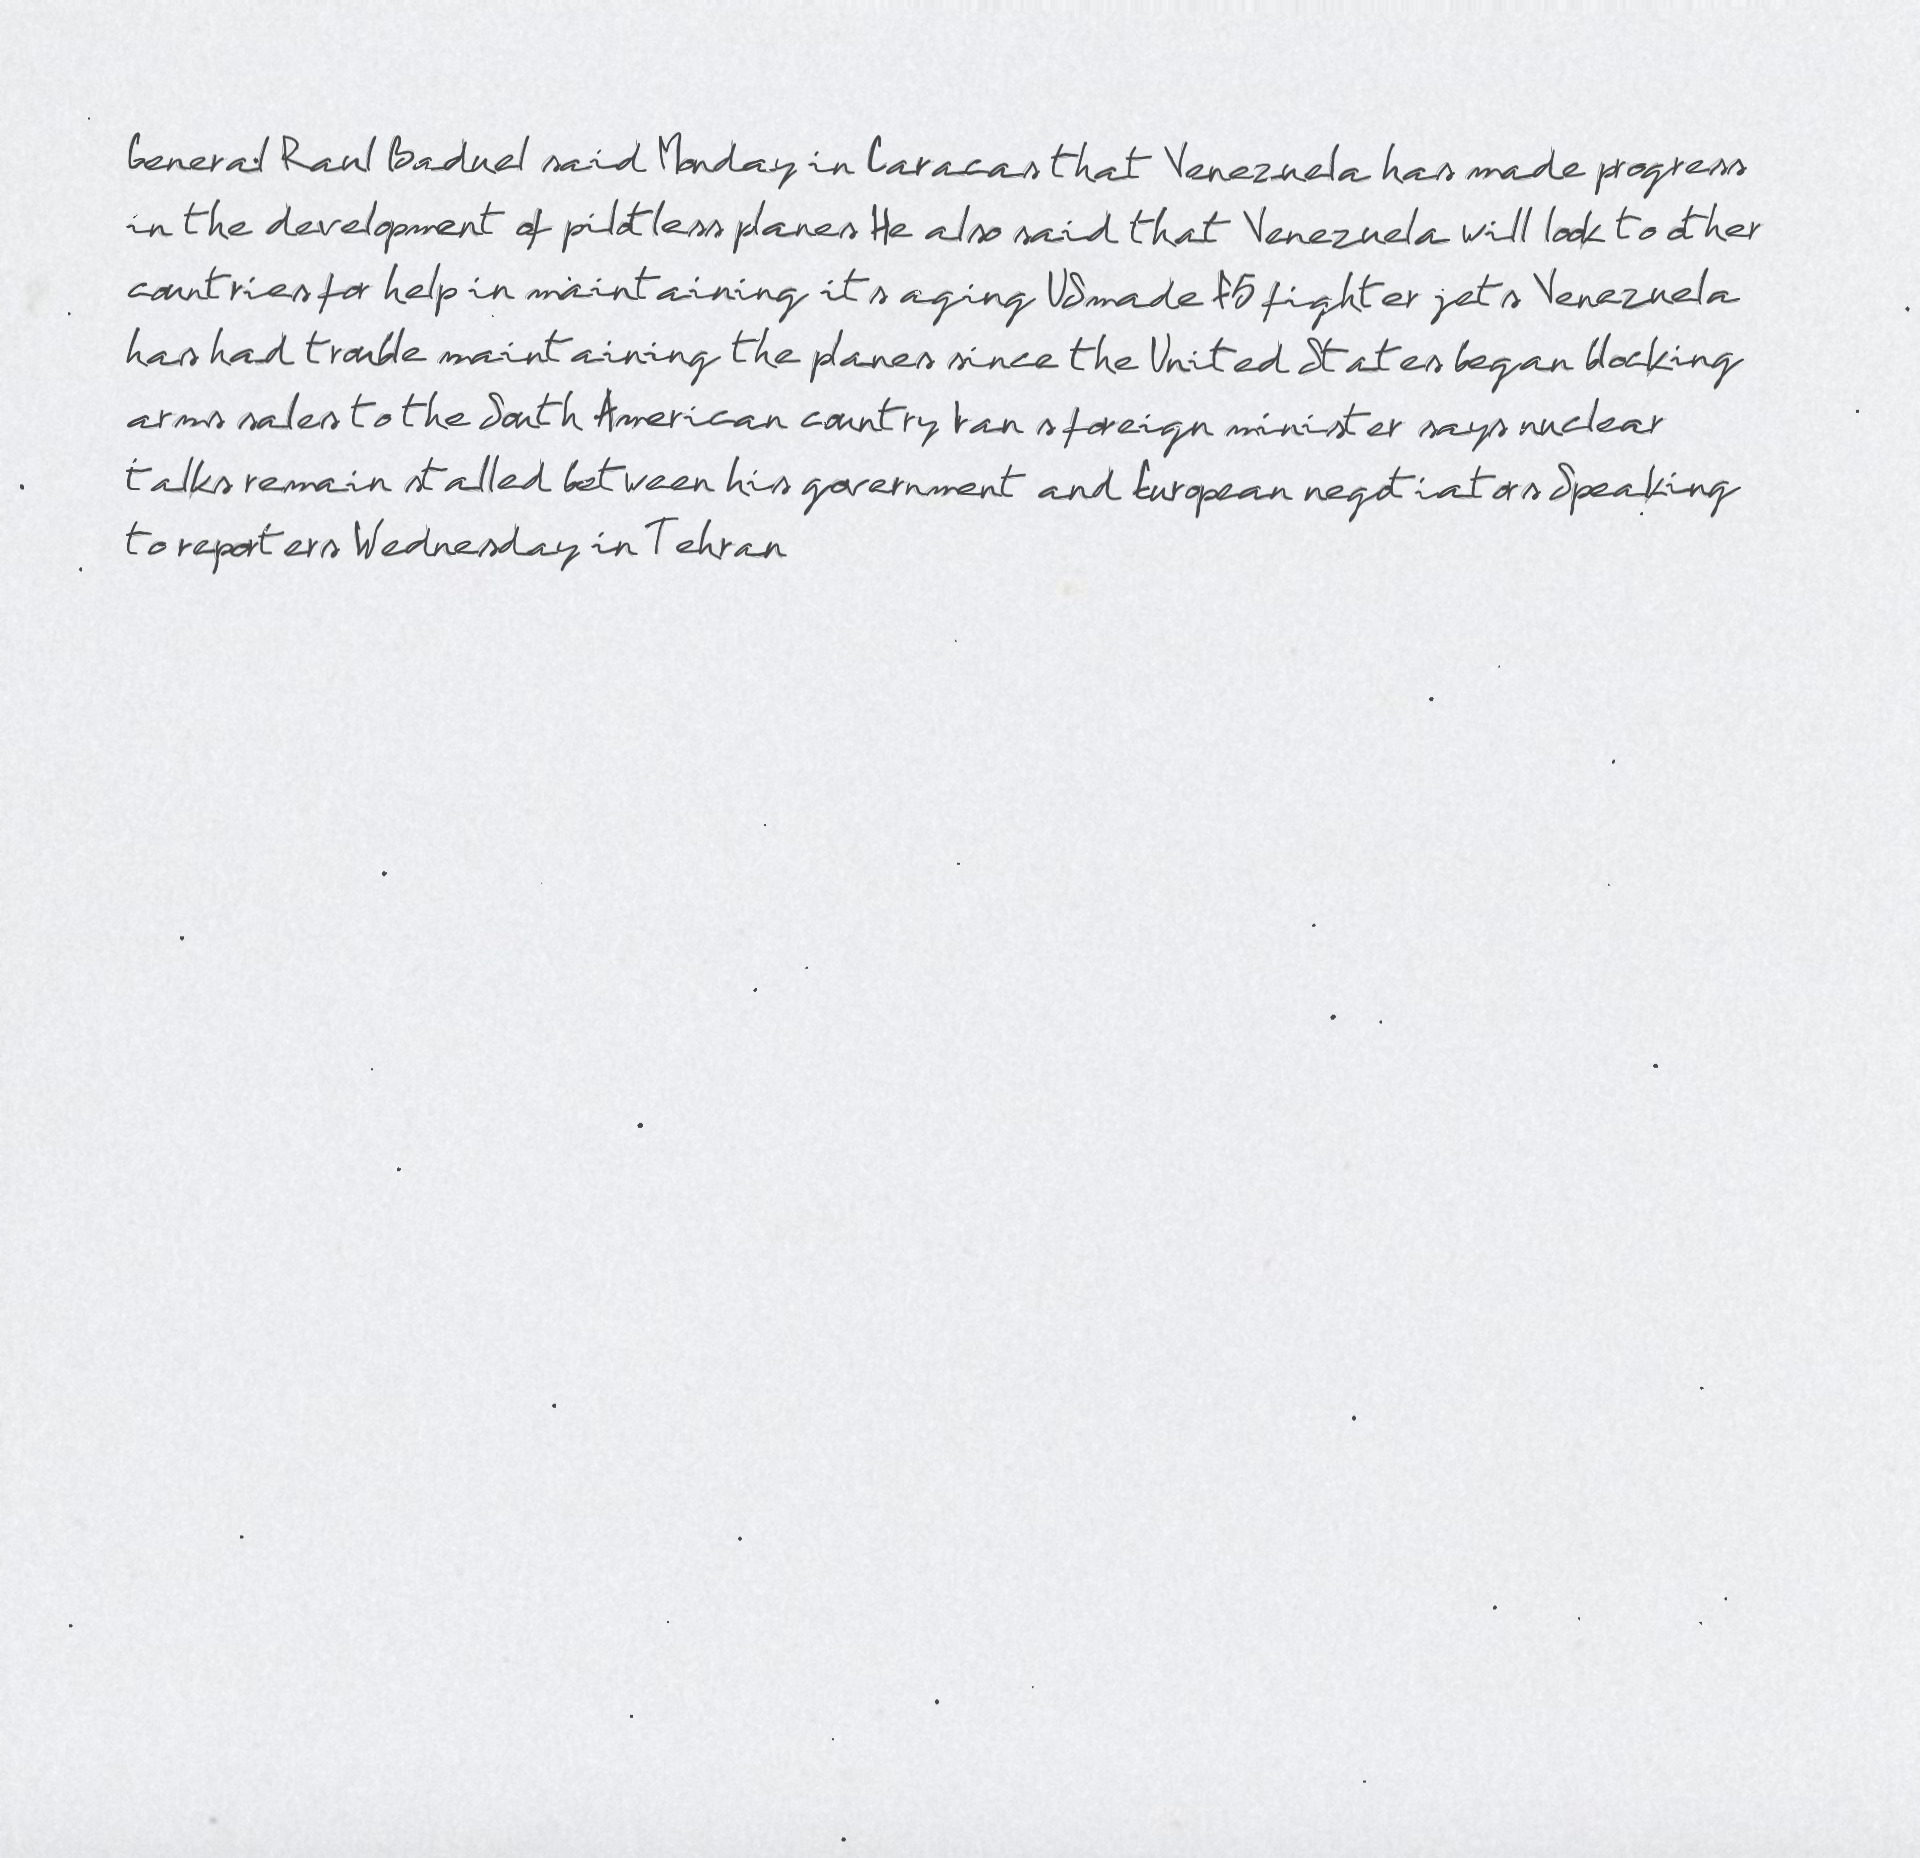 General Raul Baduel said Monday in Caracas that Venezuela has made progress
in the development of pilotless planes He also said that Venezuela will look to other
countries for help in maintaining its aging USmade F5 fighter jets Venezuela
has had trouble maintaining the planes since the United States began blocking
arms sales to the South American country Iran s foreign minister says nuclear
talks remain stalled between his government and European negotiators Speaking
to reporters Wednesday in Tehran